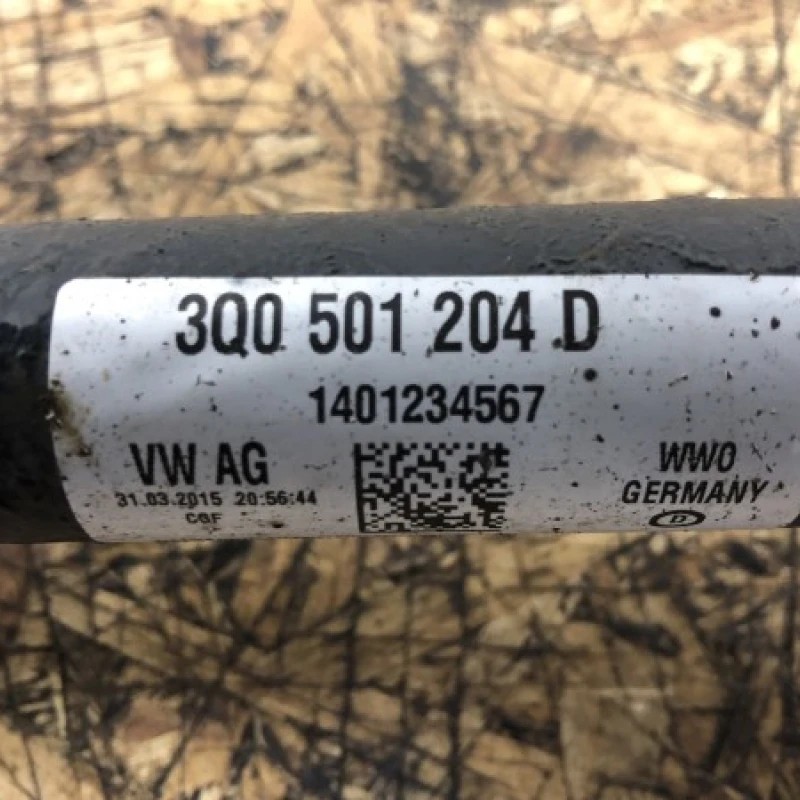 3Q0 501 204 D
1401234567
VW AG
31.03.2015 20:56:44
CGF
WWO
GERMANY
D